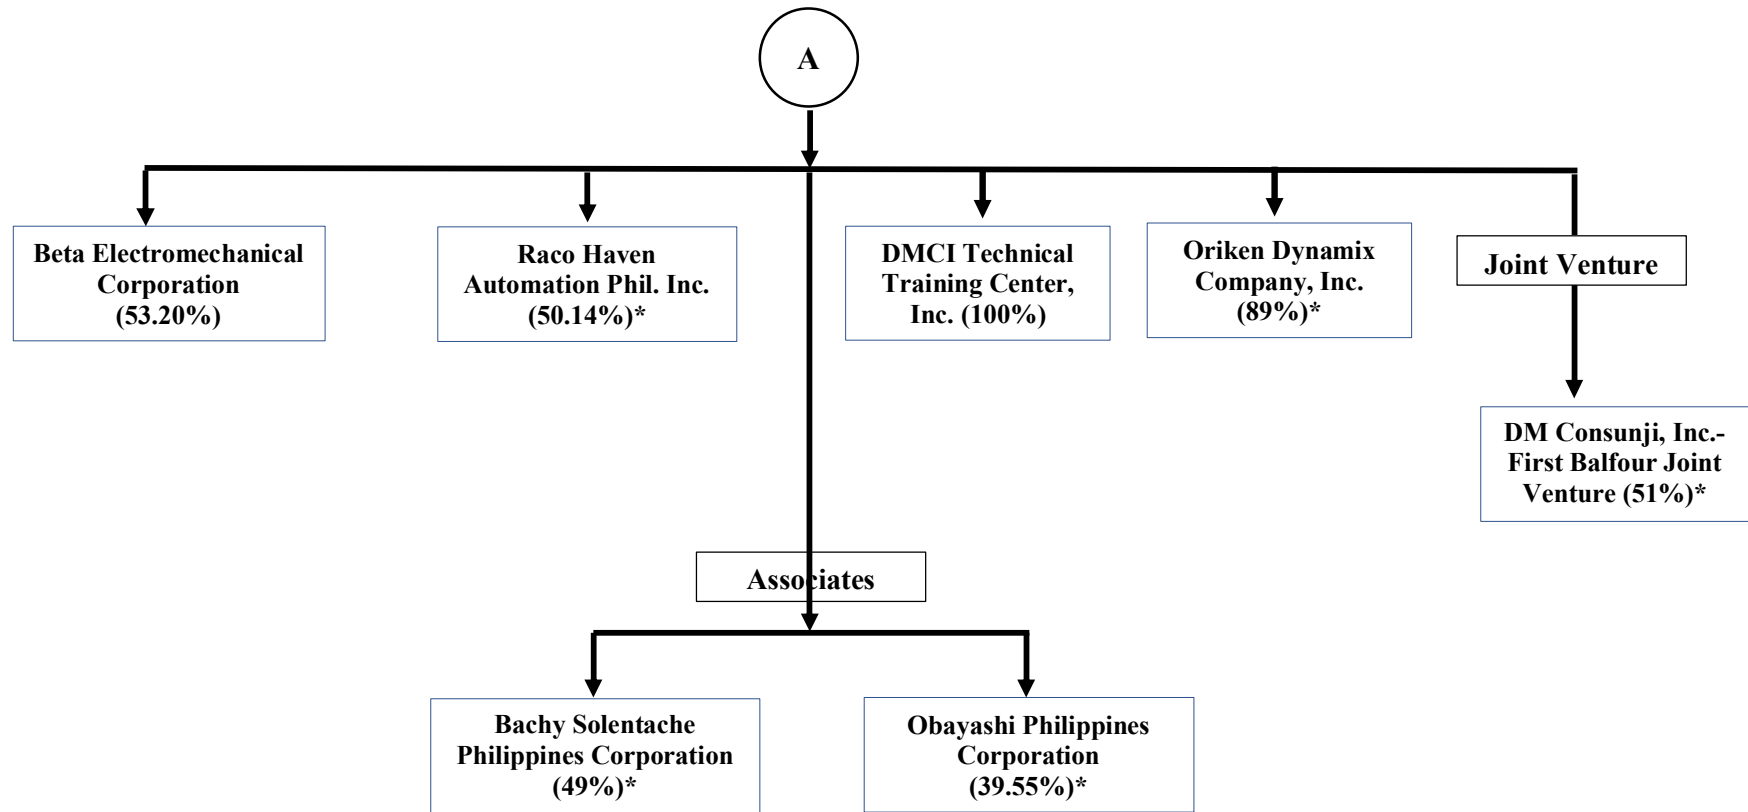 A
Beta Electromechanical
Corporation
(53.20%)
Raco Haven
Automation Phil. Inc.
(50.14%)*
DMCI Technical
Training Center,
Inc. (100%)
Oriken Dynamix
Company, Inc.
(89%)*
Joint Venture
DM Consunji, Inc.-
First Balfour Joint
Venture (51%)*
Associates
Bachy Solentache
Philippines Corporation
(49%)*
Obayashi Philippines
Corporation
(39.55%)*